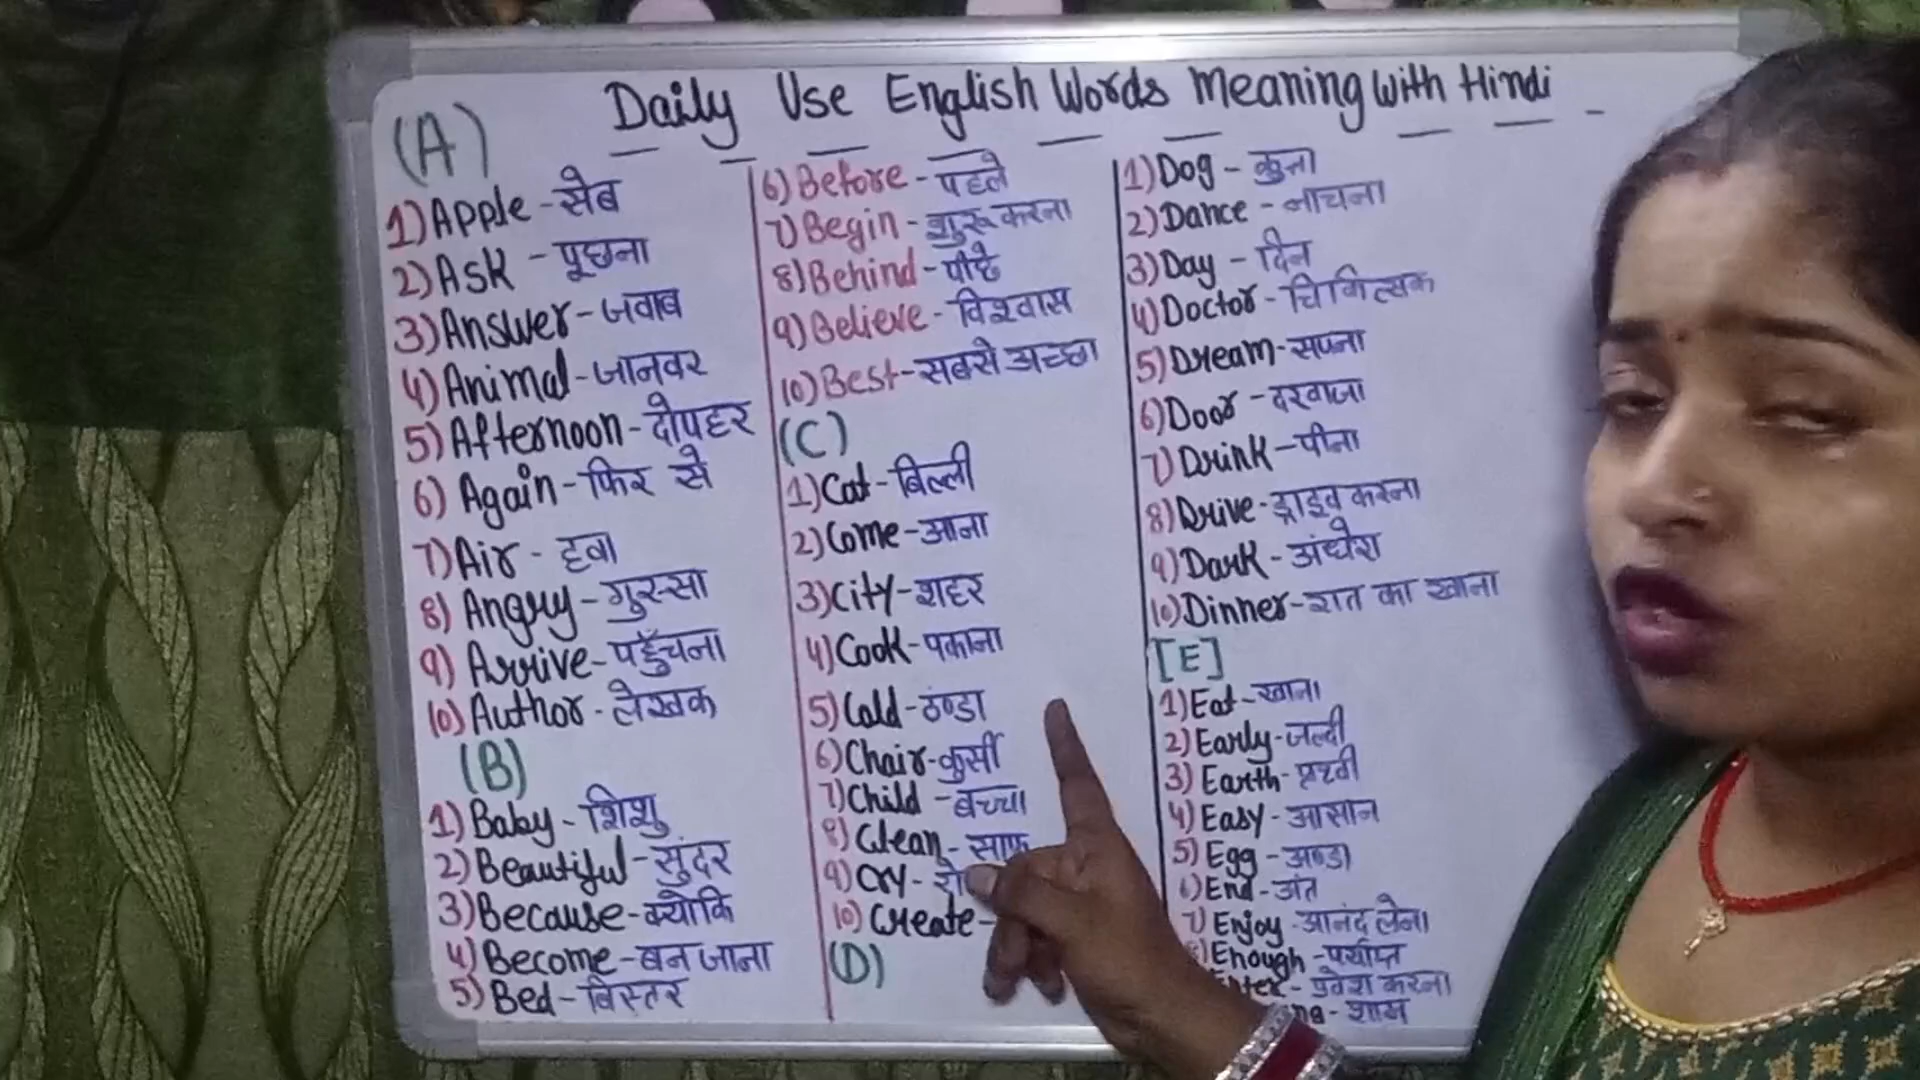 Daily Use English Words Meaning With Hindi
(A)
1) Apple - सेब
2) Ask - पूछना
3) Answer - जवाब
4) Animal - जानवर
5) Afternoon - दोपहर
6) Again - फिर से
7) Air - हवा
8) Angry - गुस्सा
9) Arrive - पहुँचना
10) Author - लेखक
(B)
1) Baby - शिशु
2) Beautiful - सुंदर
3) Because - क्योकि
4) Become - बन जाना
5) Bed - बिस्तर
6) Before - पहले
7) Begin - शुरू करना
8) Behind - पीछे
9) Believe - विश्वास
10) Best - सबसे अच्छा
(C)
1) Cat - बिल्ली
2) Come - आना
3) City - शहर
4) Cook - पकाना
5) Cold - ठण्डा
6) Chair - कुर्सी
7) Child - बच्चा
8) Clean - साफ
9) Cry -
10) Create -
(D)
1) Dog - कुत्ता
2) Dance - नाचना
3) Day - दिन
4) Doctor - चिकित्सक
5) Dream - सपना
6) Door - दरवाजा
7) Drink - पीना
8) Drive - ड्राइव करना
9) Dark - अंधेरा
10) Dinner - रात का खाना
[E]
1) Eat - खाना
2) Early - जल्दी
3) Earth - पृथ्वी
4) Easy - आसान
5) Egg - अण्डा
6) End - अंत
7) Enjoy - आनंद लेना
8) Enough - पर्याप्त
- प्रवेश करना
- शाम